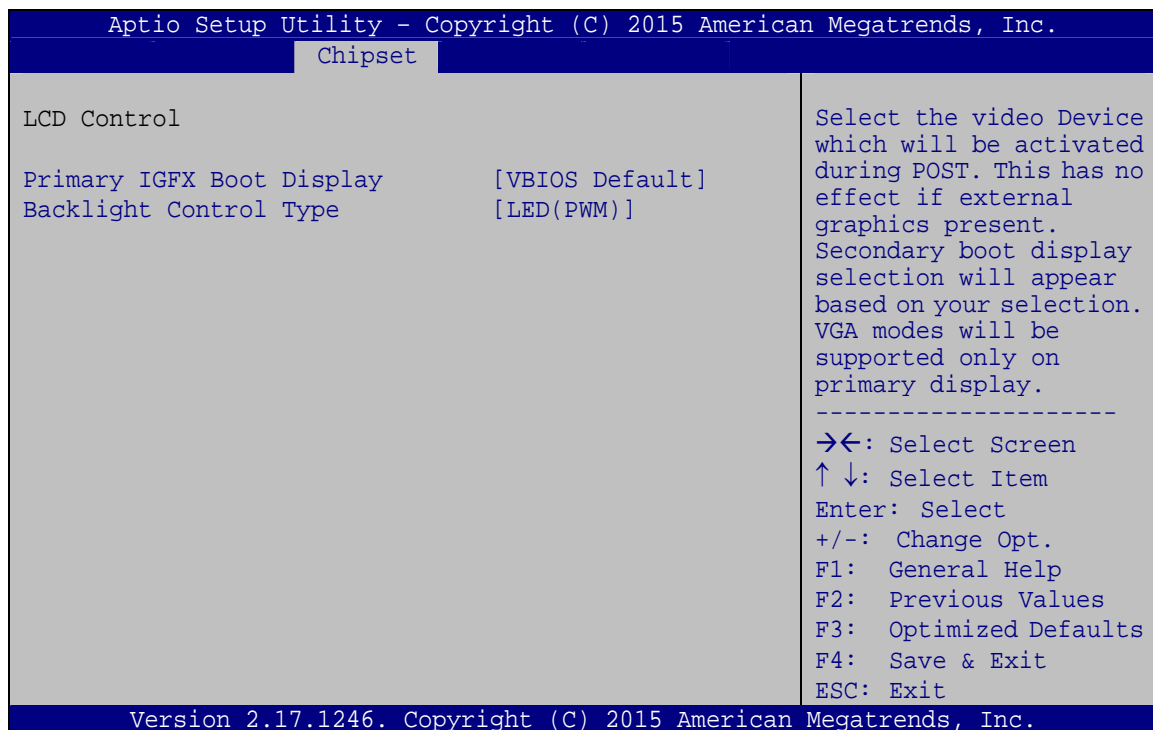 Aptio Setup Utility – Copyright (C) 2015 American Megatrends, Inc.
Chipset
LCD Control
Primary IGFX Boot Display [VBIOS Default]
Backlight Control Type [LED(PWM)]
Select the video Device
which will be activated
during POST. This has no
effect if external
graphics present.
Secondary boot display
selection will appear
based on your selection.
VGA modes will be
supported only on
primary display.
---------------------
→←: Select Screen
↑ ↓: Select Item
Enter: Select
+/-: Change Opt.
F1: General Help
F2: Previous Values
F3: Optimized Defaults
F4: Save & Exit
ESC: Exit
Version 2.17.1246. Copyright (C) 2015 American Megatrends, Inc.